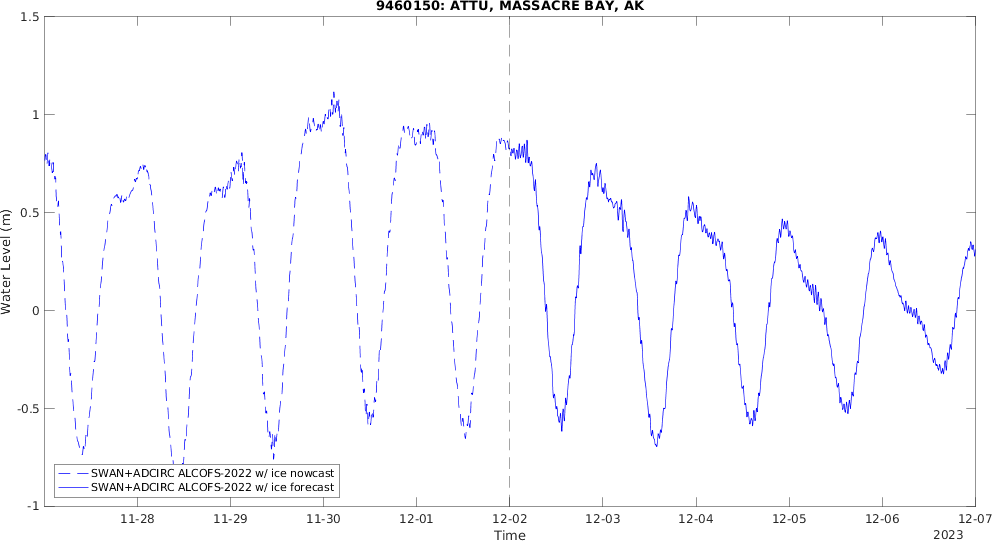 9460150: ATTU, MASSACRE BAY, AK
1.5
1
0.5
0
-0.5
-1
Water Level (m)
SWAN+ADCIRC ALCOFS-2022 w/ ice nowcast
SWAN+ADCIRC ALCOFS-2022 w/ ice forecast
11-28 11-29 11-30 12-01 12-02 12-03 12-04 12-05 12-06 12-07
Time
2023